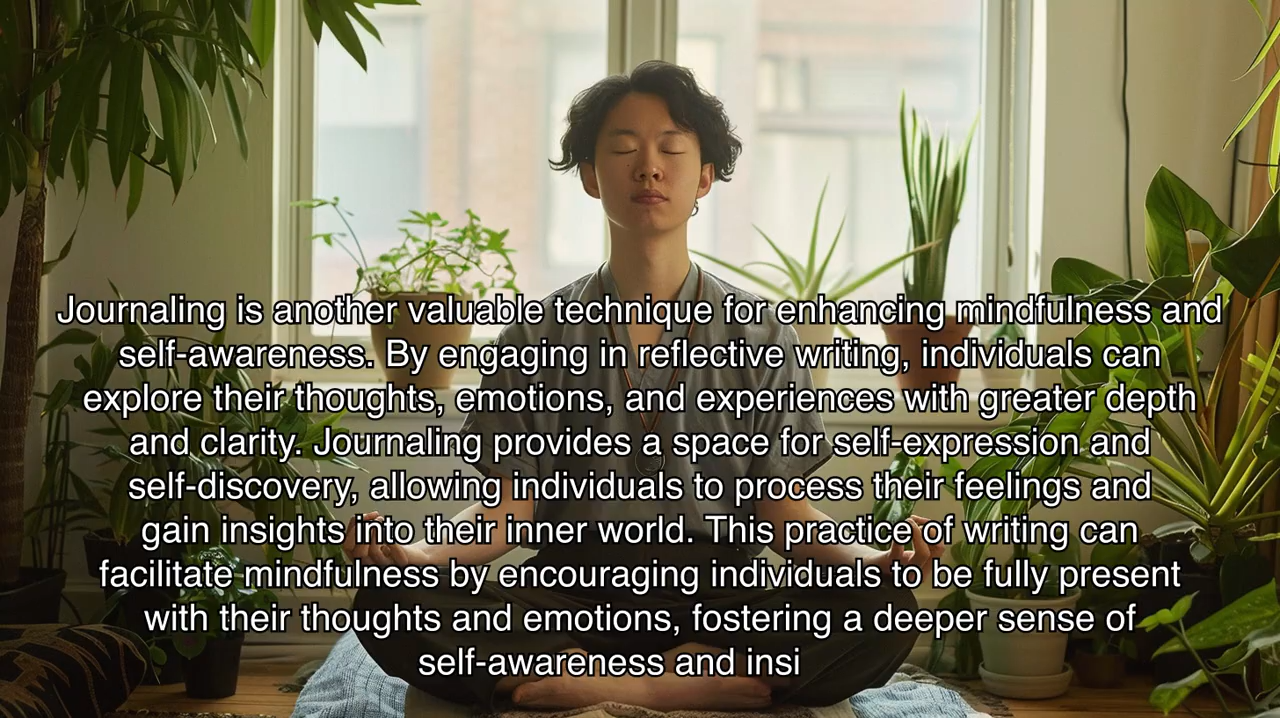 Journaling is another valuable technique for enhancing mindfulness and
self-awareness. By engaging in reflective writing, individuals can
explore their thoughts, emotions, and experiences with greater depth
and clarity. Journaling provides a space for self-expression and
self-discovery, allowing individuals to process their feelings and
gain insights into their inner world. This practice of writing can
facilitate mindfulness by encouraging individuals to be fully present
with their thoughts and emotions, fostering a deeper sense of
self-awareness and insi